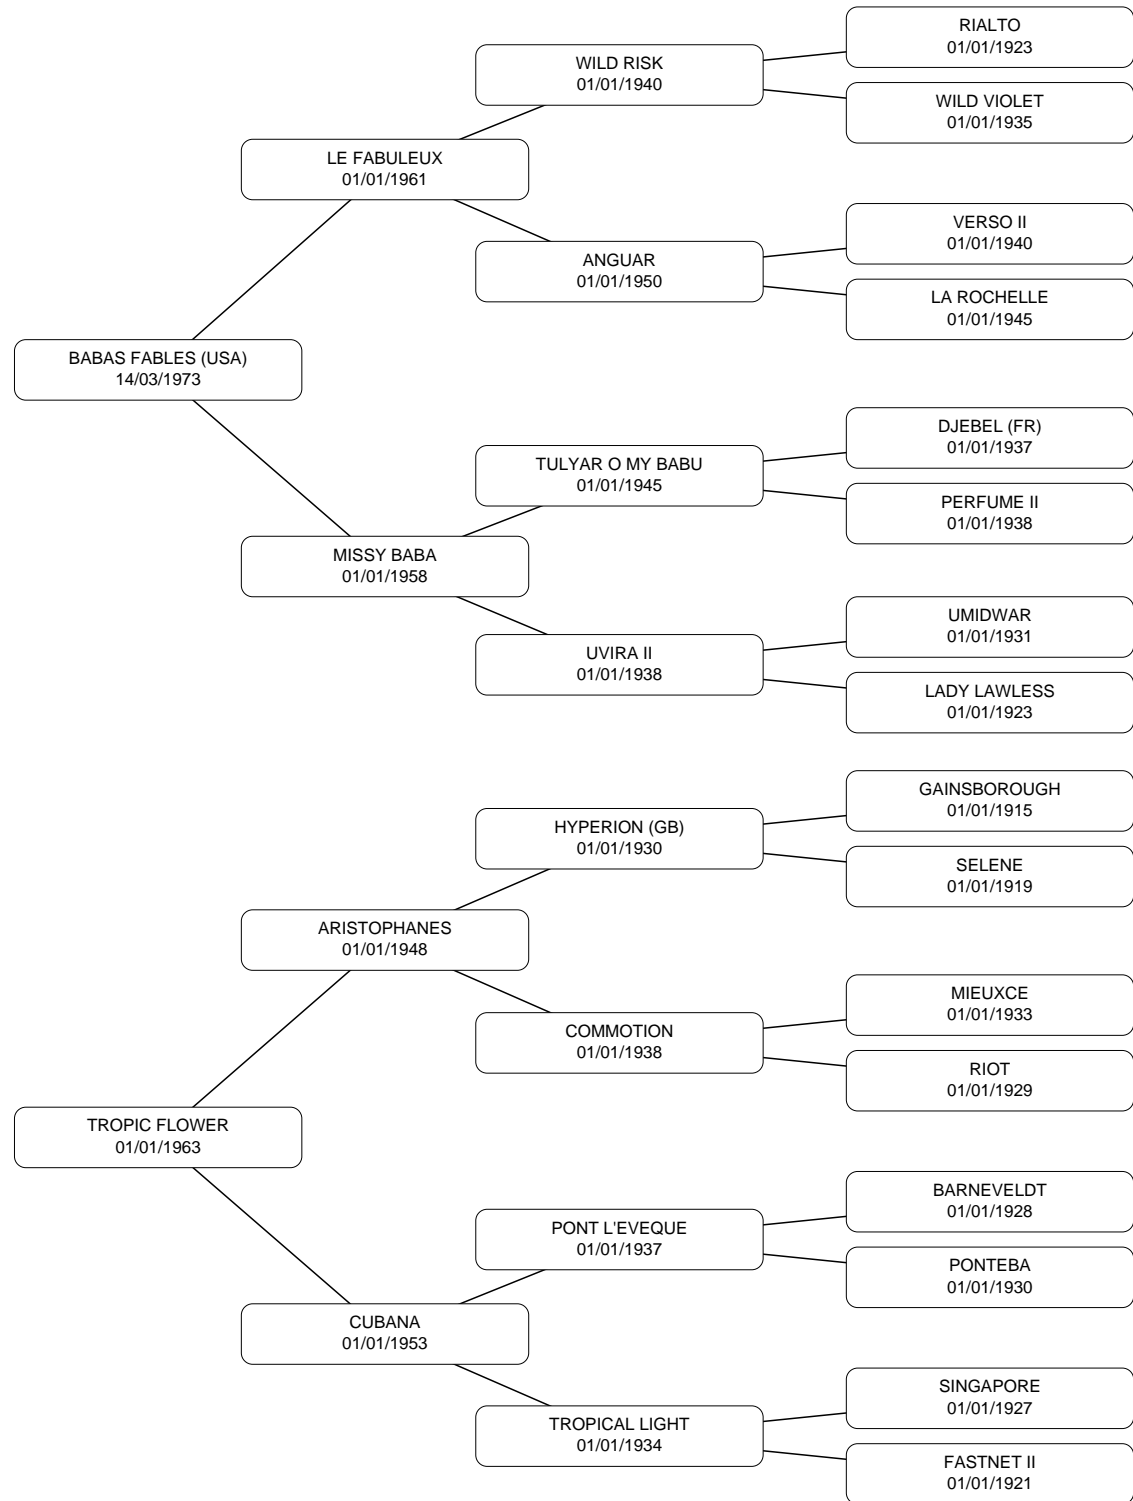 RIALTO
01/01/1923
WILD RISK
01/01/1940
WILD VIOLET
01/01/1935
LE FABULEUX
01/01/1961
VERSO II
01/01/1940
ANGUAR
01/01/1950
LA ROCHELLE
01/01/1945
BABAS FABLES (USA)
14/03/1973
DJEBEL (FR)
01/01/1937
TULYAR O MY BABU
01/01/1945
PERFUME II
01/01/1938
MISSY BABA
01/01/1958
UMIDWAR
01/01/1931
UVIRA II
01/01/1938
LADY LAWLESS
01/01/1923
GAINSBOROUGH
01/01/1915
HYPERION (GB)
01/01/1930
SELENE
01/01/1919
ARISTOPHANES
01/01/1948
MIEUXCE
01/01/1933
COMMOTION
01/01/1938
RIOT
01/01/1929
TROPIC FLOWER
01/01/1963
BARNEVELDT
01/01/1928
PONT L'EVEQUE
01/01/1937
PONTEBA
01/01/1930
CUBANA
01/01/1953
SINGAPORE
01/01/1927
TROPICAL LIGHT
01/01/1934
FASTNET II
01/01/1921